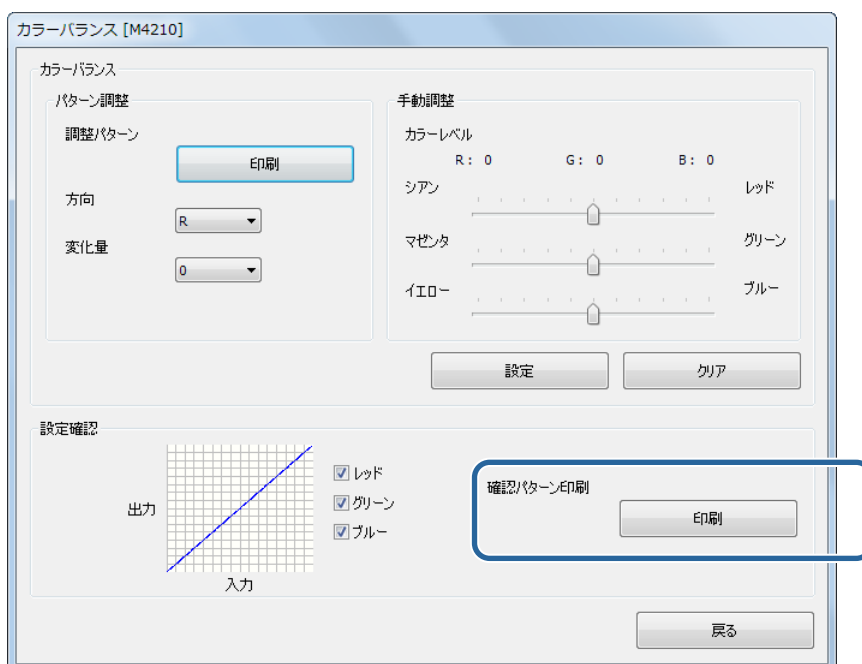 カラーバランス [M4210]
カラーバランス
パターン調整
調整パターン
印刷
方向
R
変化量
0
手動調整
カラーレベル
R: 0 G: 0 B: 0
シアン レッド
マゼンタ グリーン
イエロー ブルー
設定 クリア
設定確認
出力
入力
レッド
グリーン
ブルー
確認パターン印刷
印刷
戻る